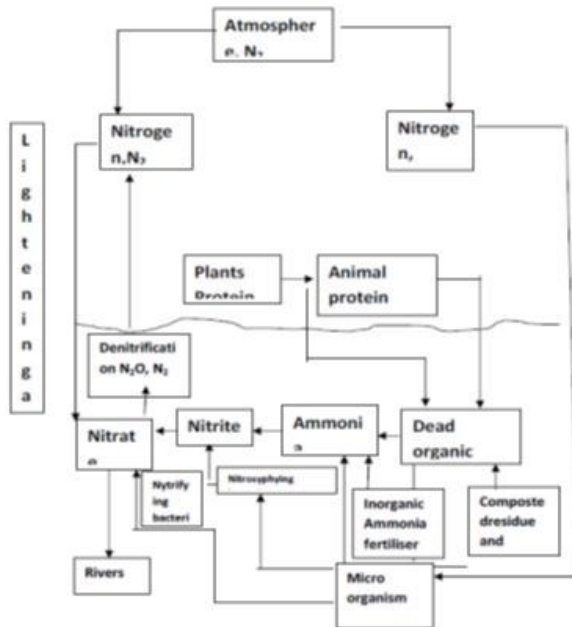 Atmospher
e, N₂
Nitroge
n,N₂
Nitroge
n,
L
i
g
h
t
e
n
i
n
g
a
Plants
Protein
Animal
protein
Denitrificati
on N₂O, N₂
Nitrat
e
Nitrite
Ammoni
a
Dead
organic
Nytrify
ing
bacteri
Nitrosyphying
Inorganic
Ammonia
fertiliser
Composte
dresidue
and
Rivers
Micro
organism